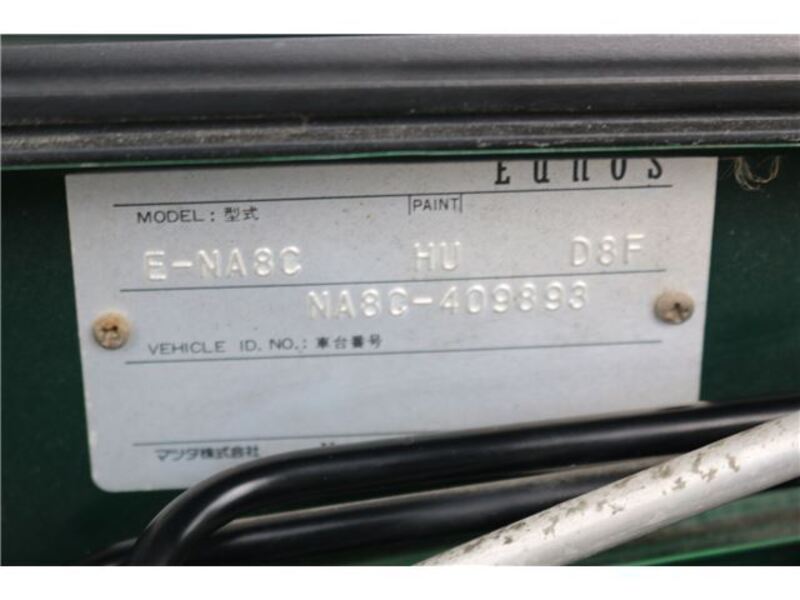 EUNOS
MODEL: 型式 PAINT
E-NA8C HU D8F
NA8C-409893
VEHICLE ID. NO.: 車台番号
マツダ株式会社